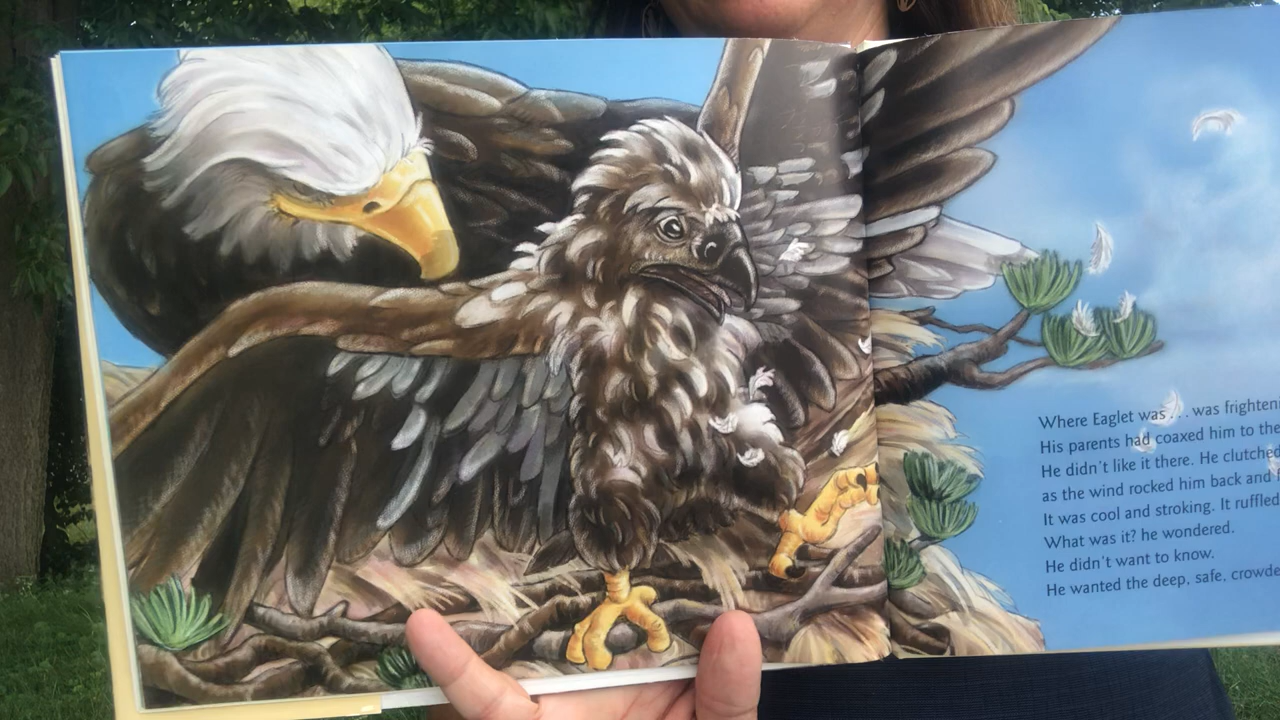 Where Eaglet was . . . was
His parents had coaxed him to the
He didn't like it there. He clutched
as the wind rocked him back and
It was cool and stroking. It ruffled
What was it? he wondered.
He didn't want to know.
He wanted the deep, safe,